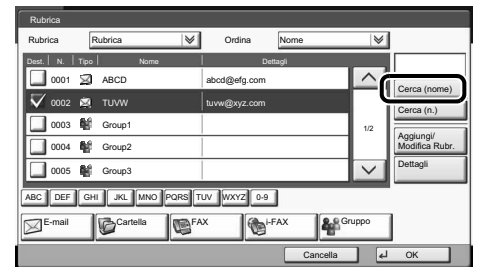 Rubrica
Rubrica Rubrica Ordina Nome
Dest. N. Tipo Nome Dettagli
0001 ABCD abcd@efg.com
0002 TUVW tuvw@xyz.com
0003 Group1
0004 Group2
0005 Group3
1/2
Cerca (nome)
Cerca (n.)
Aggiungi/
Modifica Rubr.
Dettagli
ABC DEF GHI JKL MNO PQRS TUV WXYZ 0-9
E-mail Cartella FAX i-FAX Gruppo
Cancella OK